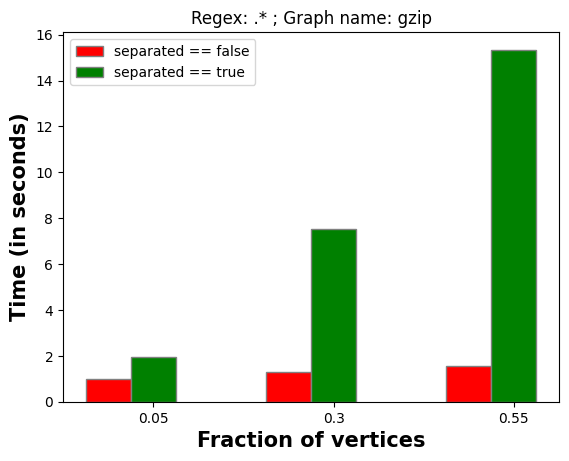 Regex: .* ; Graph name: gzip
separated == false
separated == true
Time (in seconds)
16
14
12
10
8
6
4
2
0
0.05 0.3 0.55
Fraction of vertices